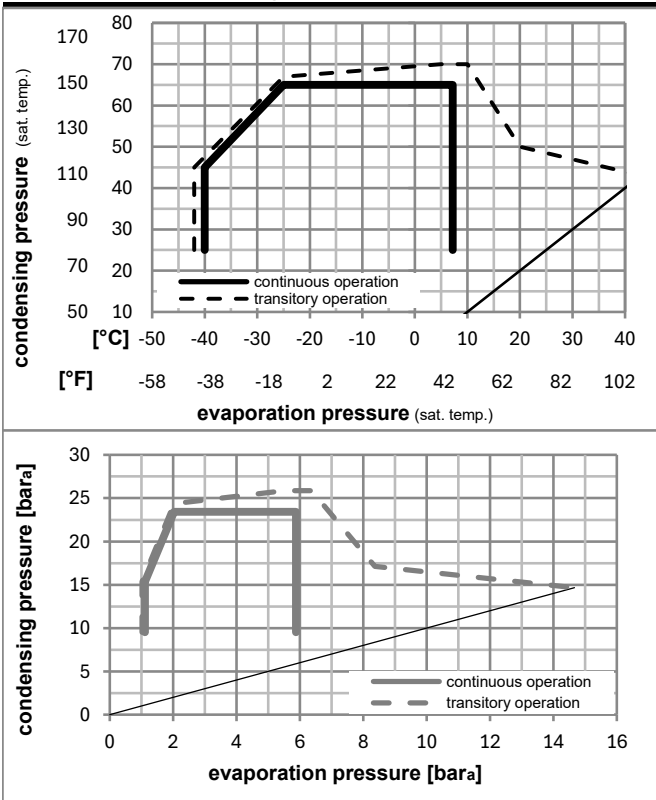 condensing pressure (sat. temp.)
170 80
70
150 60
130 50
110 40
90 30
70 20
50 10
continuous operation
transitory operation
[°C] -50 -40 -30 -20 -10 0 10 20 30 40
[°F] -58 -38 -18 2 22 42 62 82 102
evaporation pressure (sat. temp.)
condensing pressure [bara]
30
25
20
15
10
5
0
continuous operation
transitory operation
0 2 4 6 8 10 12 14 16
evaporation pressure [bara]